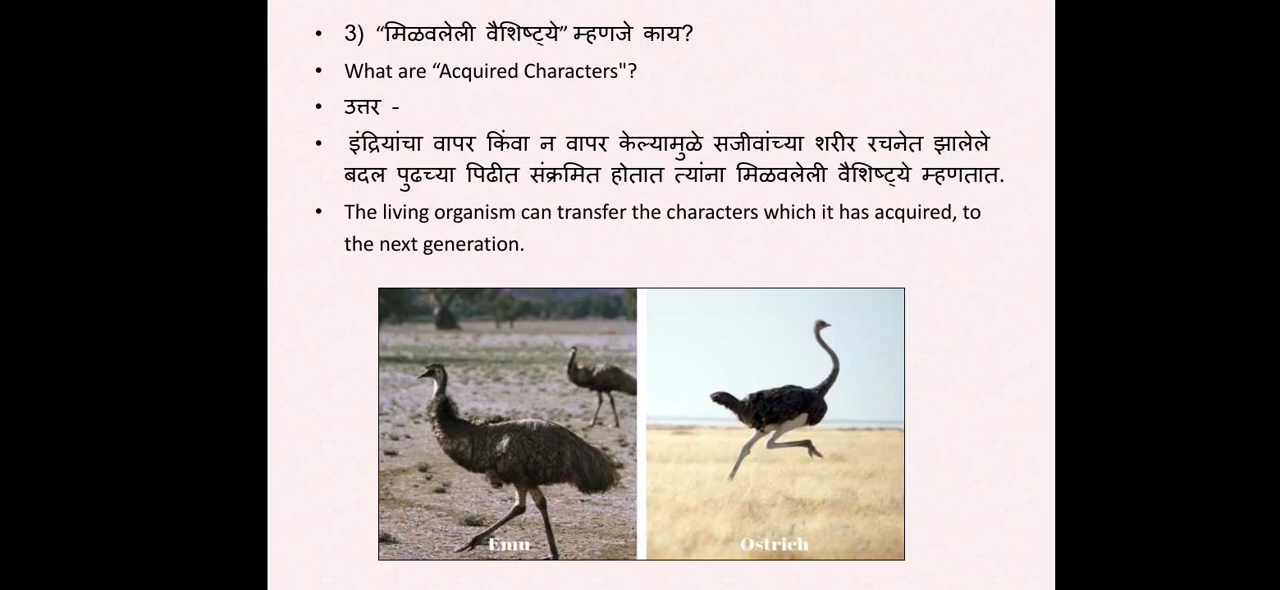 • 3) “मिळवलेली वैशिष्ट्ये” म्हणजे काय?
• What are “Acquired Characters"?
• उत्तर -
• इंद्रियांचा वापर किंवा न वापर केल्यामुळे सजीवांच्या शरीर रचनेत झालेले
बदल पुढच्या पिढीत संक्रमित होतात त्यांना मिळवलेली वैशिष्ट्ये म्हणतात.
• The living organism can transfer the characters which it has acquired, to
the next generation.
Emu
Ostrich